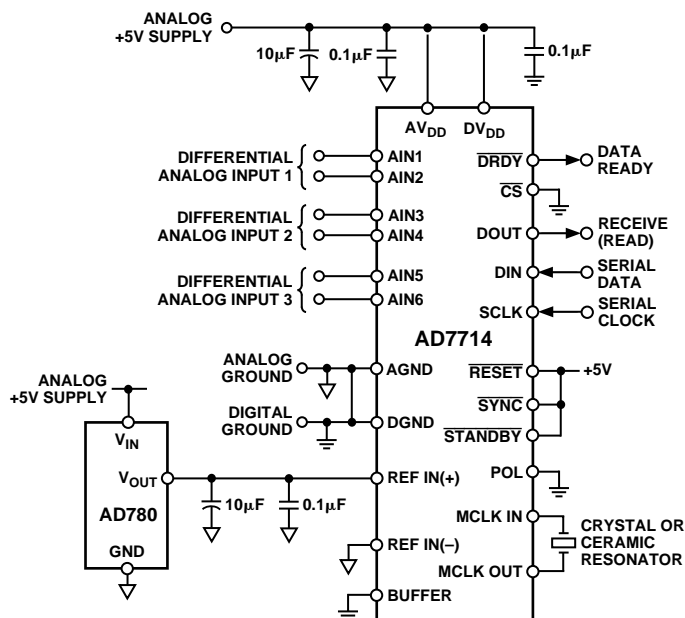 ANALOG
+5V SUPPLY
10µF
0.1µF
0.1µF
AVDD
DVDD
DIFFERENTIAL
ANALOG INPUT 1
AIN1
AIN2
DIFFERENTIAL
ANALOG INPUT 2
AIN3
AIN4
DIFFERENTIAL
ANALOG INPUT 3
AIN5
AIN6
DRDY
DATA
READY
CS
DOUT
RECEIVE
(READ)
DIN
SERIAL
DATA
SCLK
SERIAL
CLOCK
AD7714
ANALOG
GROUND
AGND
DIGITAL
GROUND
DGND
RESET
+5V
SYNC
STANDBY
ANALOG
+5V SUPPLY
VIN
VOUT
AD780
GND
10µF
0.1µF
REF IN(+)
REF IN(–)
BUFFER
POL
MCLK IN
MCLK OUT
CRYSTAL OR
CERAMIC
RESONATOR